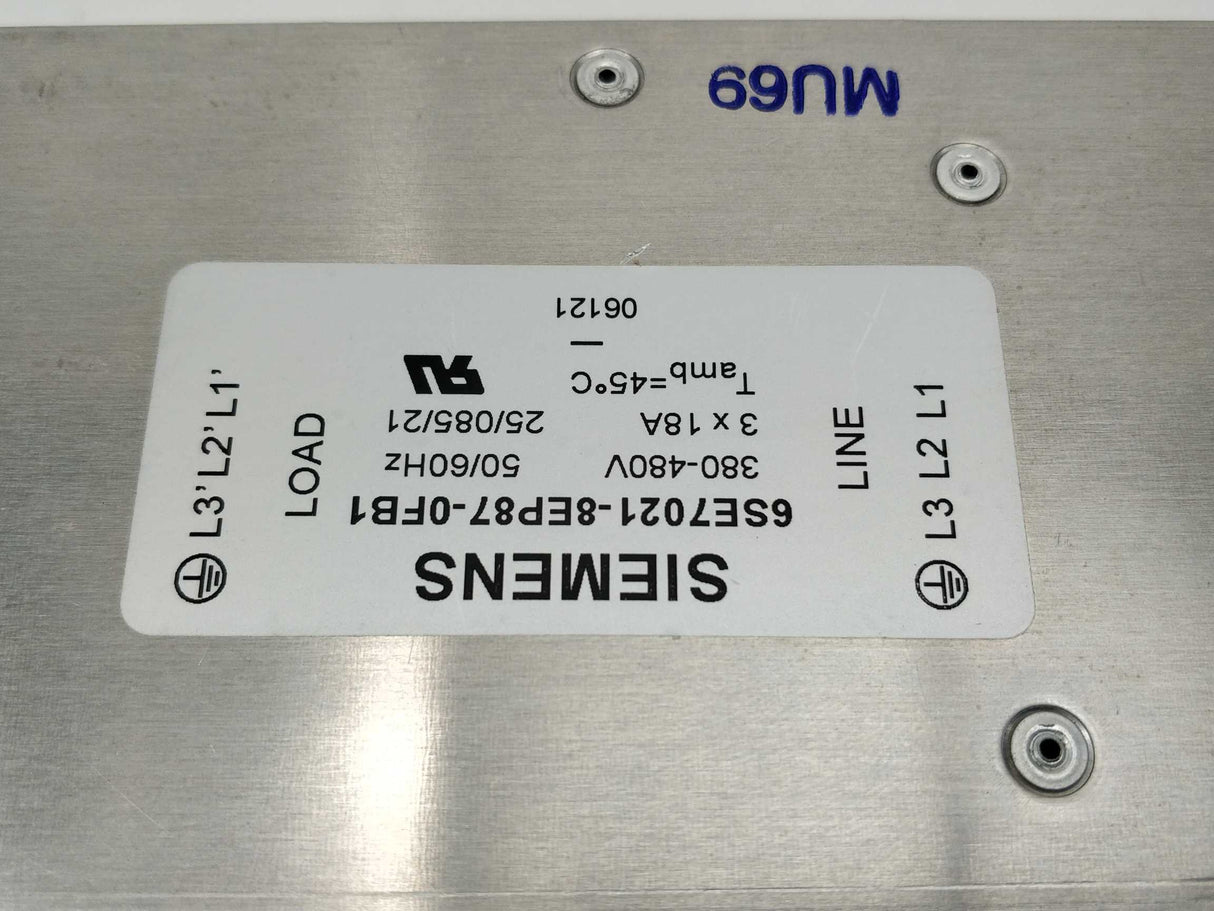 SIEMENS
6SE7021-8EP87-0FB1
380-480V 50/60Hz
3 x 18A 25/085/21
Tamb=45°C
06121
LINE
L3 L2 L1
LOAD
L3' L2' L1'
MU69